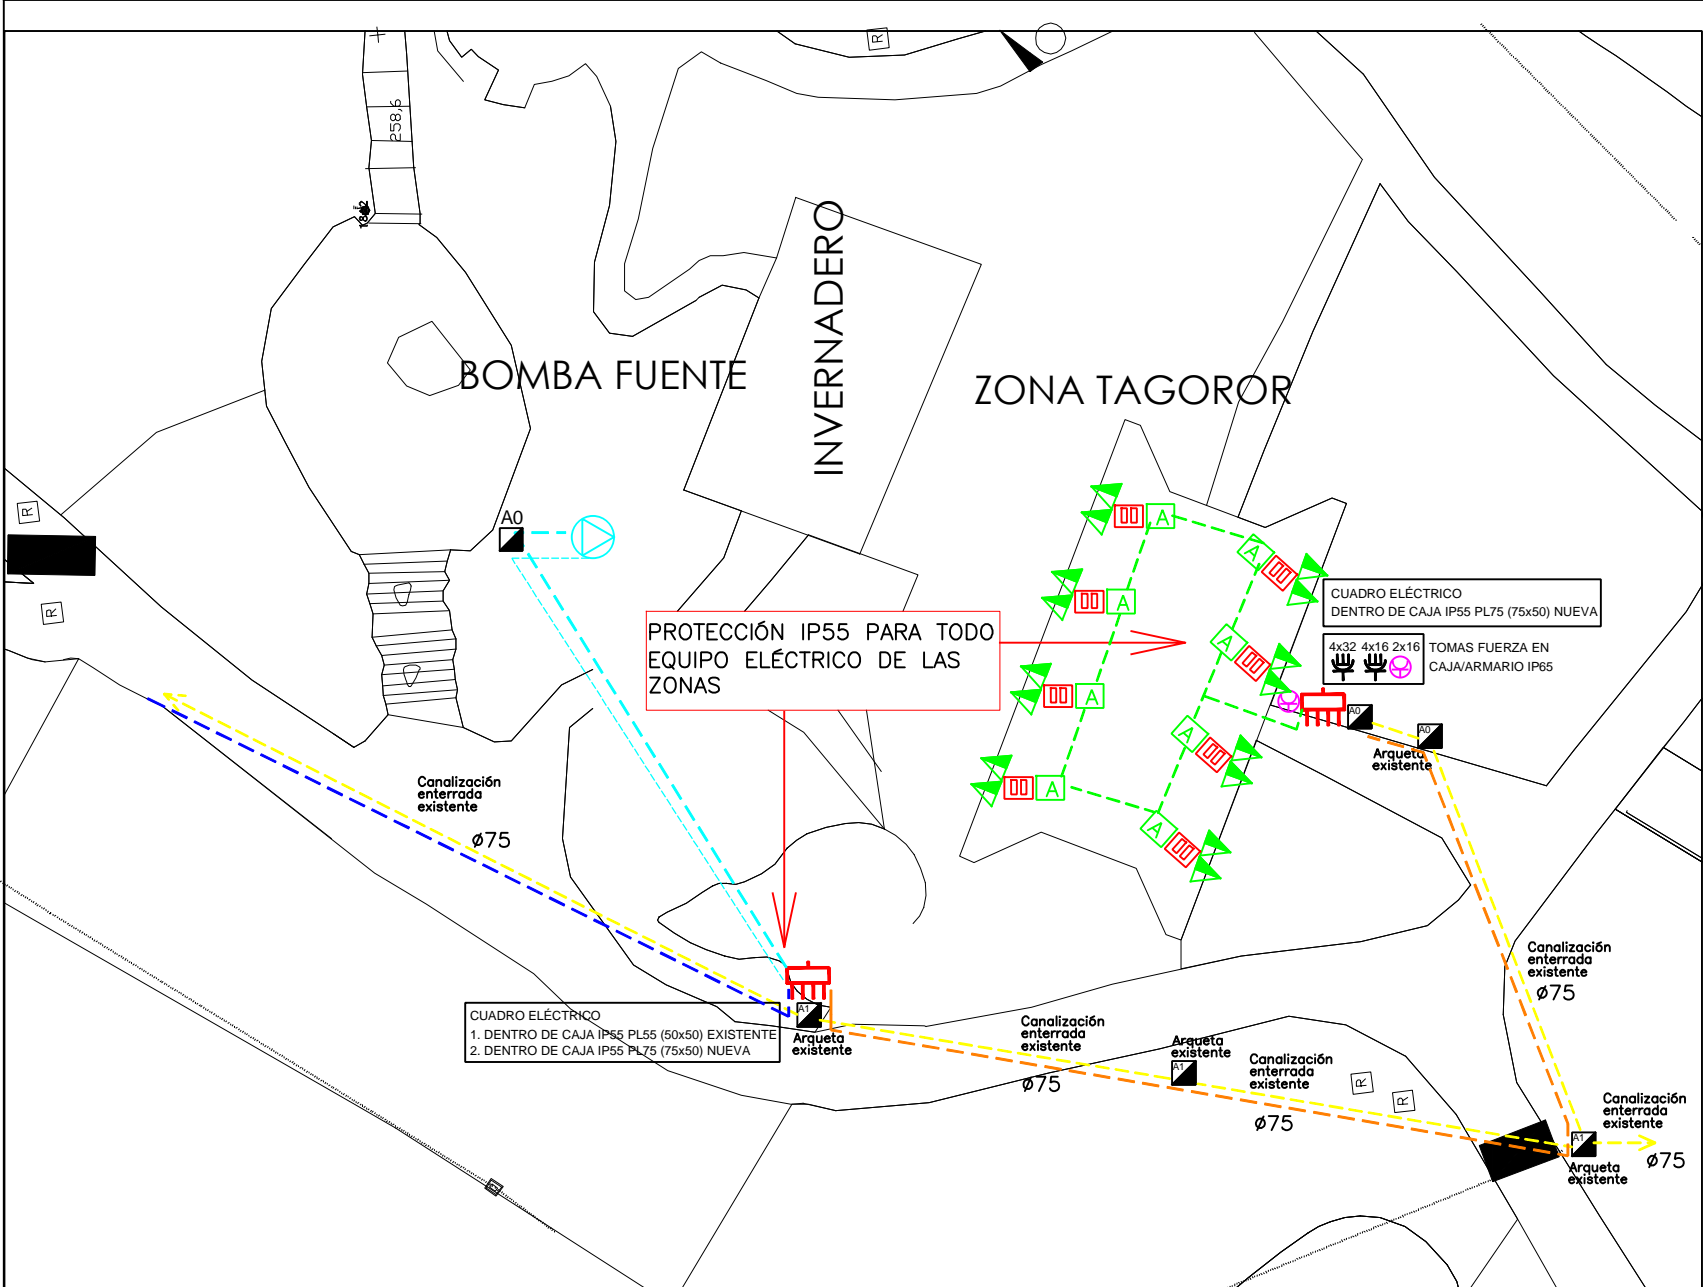 R
258,6
BOMBA FUENTE
INVERNADERO
ZONA TAGOROR
R
R
A0
A
A
A
A
A
A
A
A
CUADRO ELÉCTRICO
DENTRO DE CAJA IP55 PL75 (75x50) NUEVA
4x32 4x16 2x16
TOMAS FUERZA EN
CAJA/ARMARIO IP65
PROTECCIÓN IP55 PARA TODO
EQUIPO ELÉCTRICO DE LAS
ZONAS
A0
A0
Arqueta
existente
Canalización
enterrada
existente
ø75
Canalización
enterrada
existente
ø75
CUADRO ELÉCTRICO
1. DENTRO DE CAJA IP55 PL55 (50x50) EXISTENTE
2. DENTRO DE CAJA IP55 PL75 (75x50) NUEVA
A1
Arqueta
existente
Canalización
enterrada
existente
ø75
Arqueta
existente
A1
Canalización
enterrada
existente
ø75
R
R
Canalización
enterrada
existente
ø75
A1
Arqueta
existente